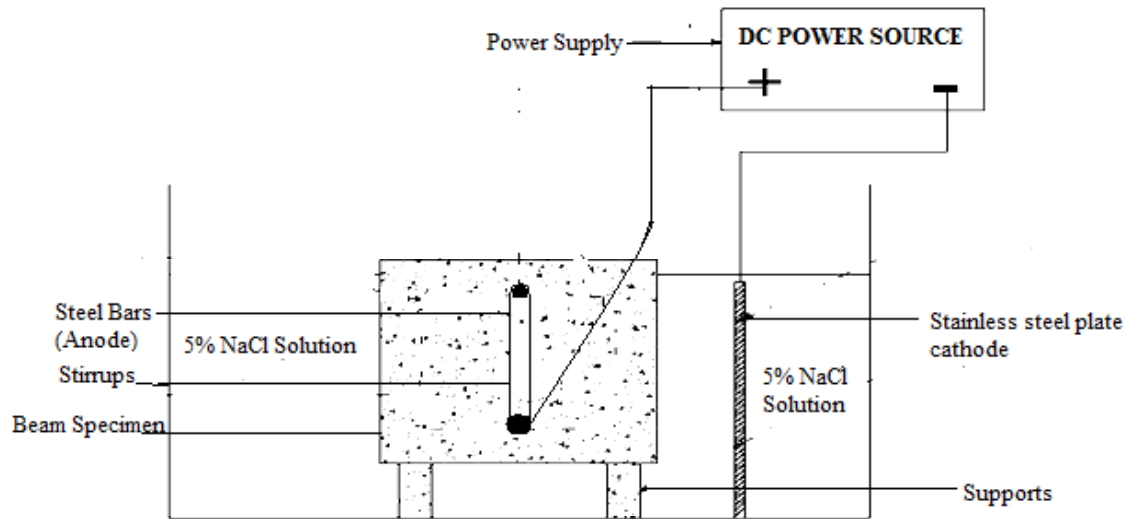 Power Supply
DC POWER SOURCE
+
-
Steel Bars
(Anode)
5% NaCl Solution
Stirrups
Beam Specimen
Stainless steel plate
cathode
5% NaCl
Solution
Supports